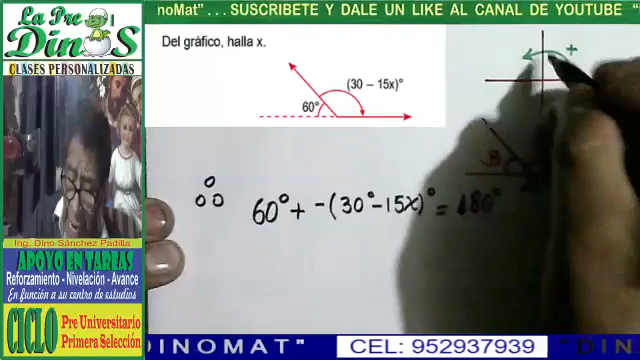 La Pre
DinoS
CLASES PERSONALIZADAS
inoMat" . . . SUSCRIBETE Y DALE UN LIKE AL CANAL DE YOUTUBE "
Del gráfico, halla x.
(30 – 15x)°
60°
+
60° + -(30° - 15x)° = 180°
Ing. Dino Sánchez Padilla
APOYO EN TAREAS
Reforzamiento - Nivelación - Avance
En función a su centro de estudios
CICLO Pre Universitario
Primera Selección
DINOMAT"
CEL: 952937939
"DIN